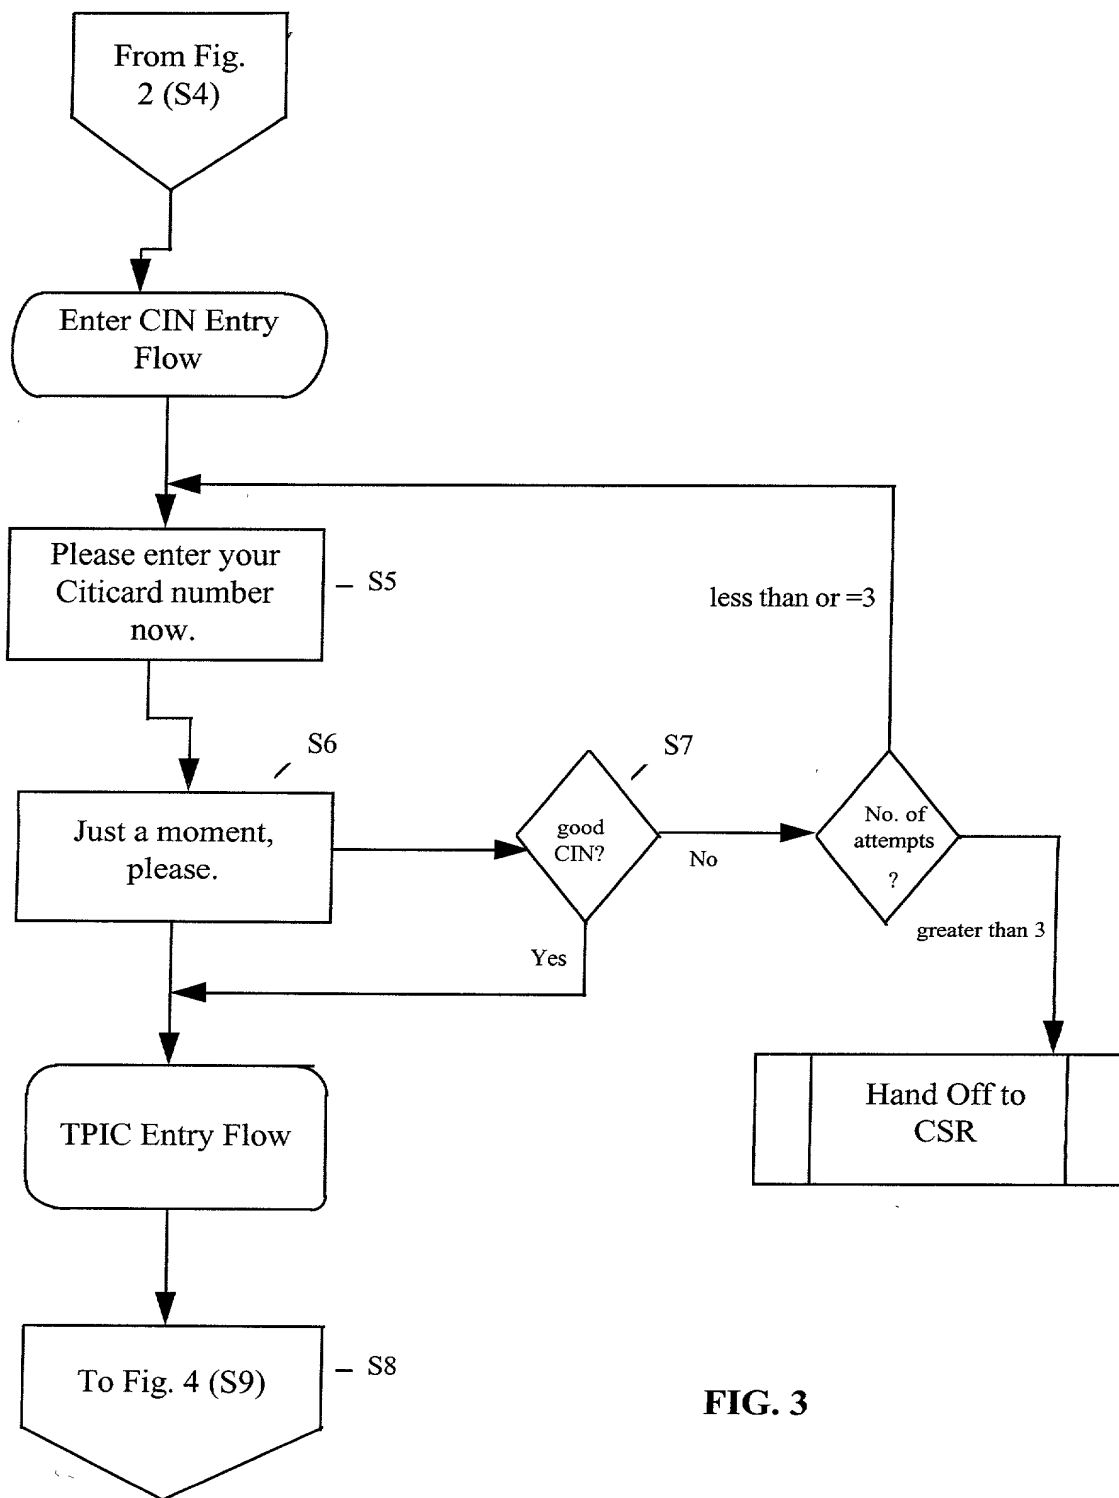 From Fig.
2 (S4)
Enter CIN Entry
Flow
Please enter your
Citicard number
now.
S5
less than or =3
S6
S7
Just a moment,
please.
good
CIN?
No
No. of
attempts
?
greater than 3
Yes
Hand Off to
CSR
TPIC Entry Flow
To Fig. 4 (S9)
S8
FIG. 3